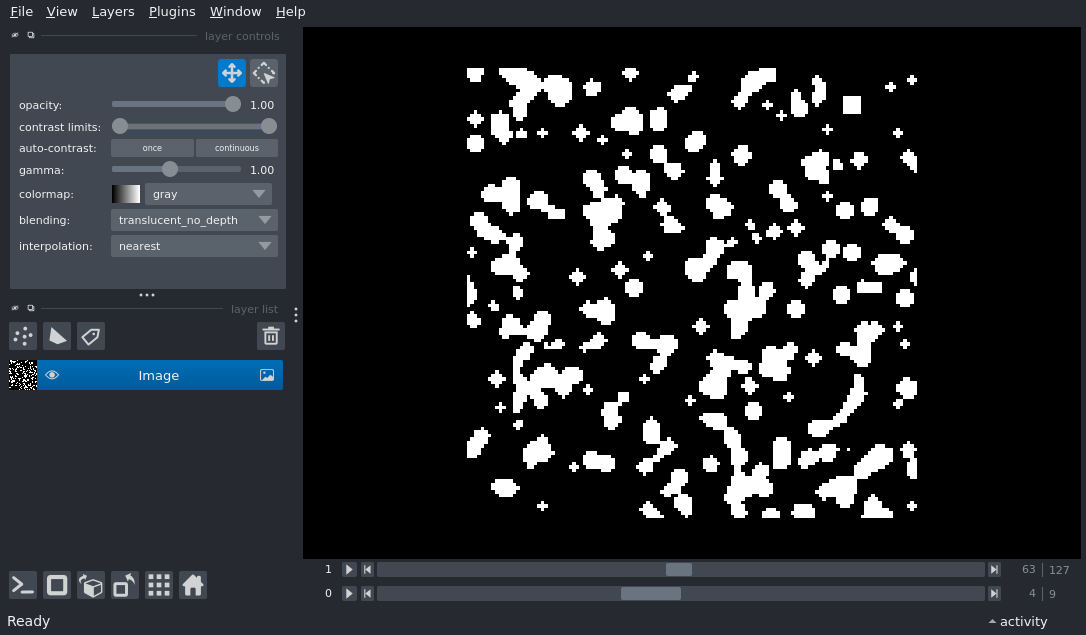 File View Layers Plugins Window Help
layer controls
opacity: 1.00
contrast limits:
auto-contrast: once continuous
gamma: 1.00
colormap: gray
blending: translucent_no_depth
interpolation: nearest
layer list
Image
1 63 127
0 4 9
Ready activity